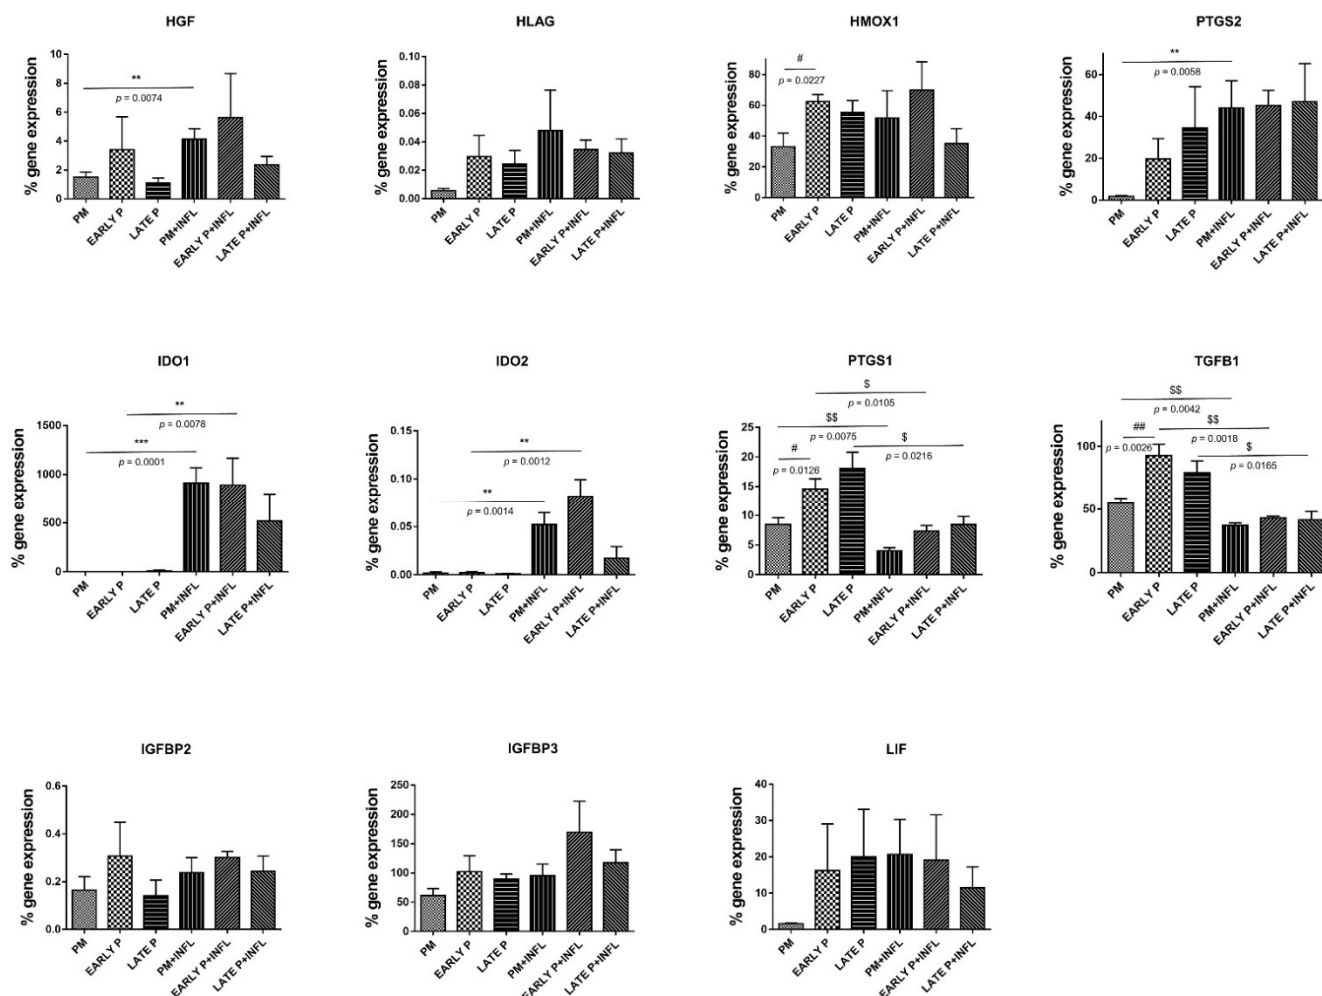 HGF
% gene expression
10
8
6
4
2
0
**
p = 0.0074
PM
EARLY P
LATE P
PM+INFL
EARLY P+INFL
LATE P+INFL
HLAG
% gene expression
0.10
0.08
0.06
0.04
0.02
0.00
PM
EARLY P
LATE P
PM+INFL
EARLY P+INFL
LATE P+INFL
HMOX1
% gene expression
80
60
40
20
0
#
p = 0.0227
PM
EARLY P
LATE P
PM+INFL
EARLY P+INFL
LATE P+INFL
PTGS2
% gene expression
60
40
20
0
**
p = 0.0058
PM
EARLY P
LATE P
PM+INFL
EARLY P+INFL
LATE P+INFL
IDO1
% gene expression
1500
1000
500
0
**
p = 0.0078
***
p = 0.0001
PM
EARLY P
LATE P
PM+INFL
EARLY P+INFL
LATE P+INFL
IDO2
% gene expression
0.15
0.10
0.05
0.00
**
p = 0.0012
**
p = 0.0014
PM
EARLY P
LATE P
PM+INFL
EARLY P+INFL
LATE P+INFL
PTGS1
% gene expression
25
20
15
10
5
0
$
p = 0.0105
$$
p = 0.0075
$
p = 0.0216
#
p = 0.0126
PM
EARLY P
LATE P
PM+INFL
EARLY P+INFL
LATE P+INFL
TGFB1
% gene expression
100
50
0
$$
p = 0.0042
$$
p = 0.0018
##
p = 0.0026
$
p = 0.0165
PM
EARLY P
LATE P
PM+INFL
EARLY P+INFL
LATE P+INFL
IGFBP2
% gene expression
0.6
0.4
0.2
0.0
PM
EARLY P
LATE P
PM+INFL
EARLY P+INFL
LATE P+INFL
IGFBP3
% gene expression
250
200
150
100
50
0
PM
EARLY P
LATE P
PM+INFL
EARLY P+INFL
LATE P+INFL
LIF
% gene expression
40
30
20
10
0
PM
EARLY P
LATE P
PM+INFL
EARLY P+INFL
LATE P+INFL